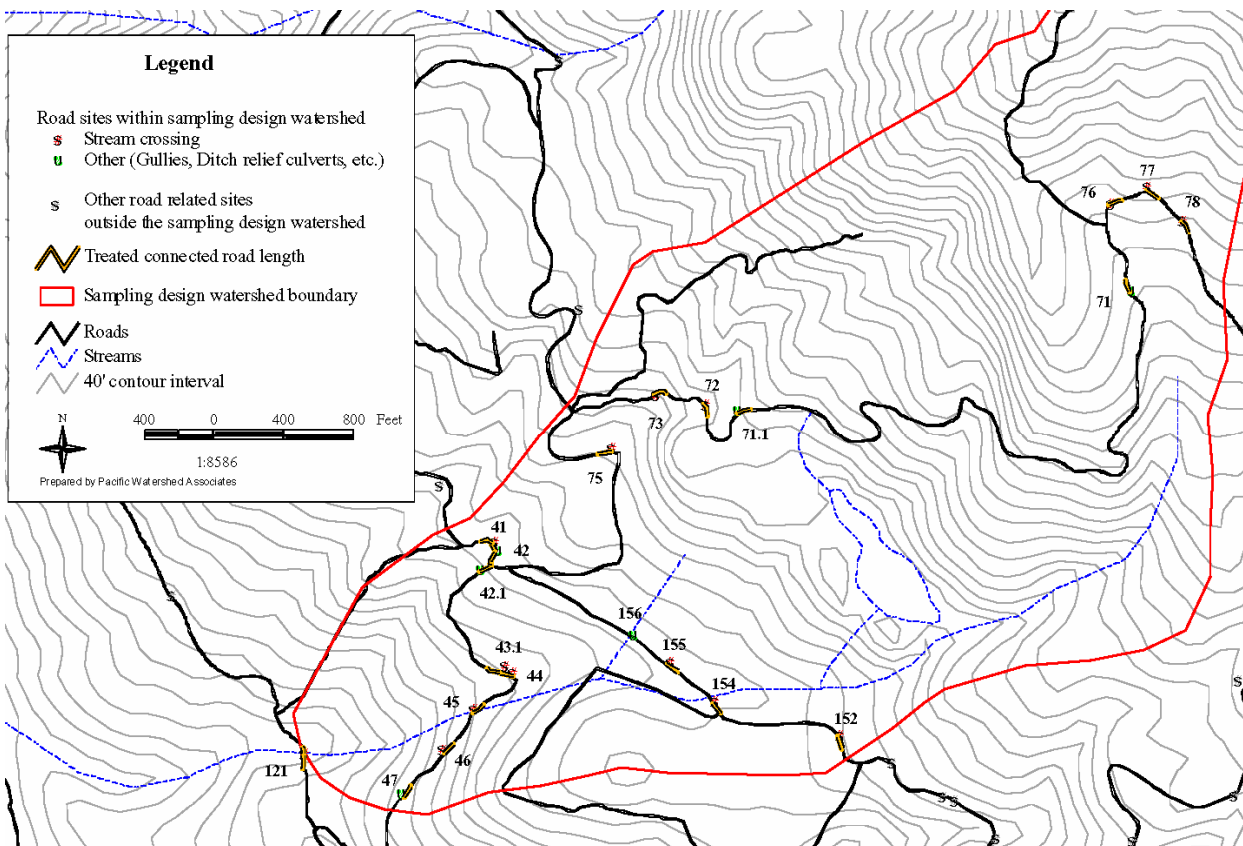 Legend
Road sites within sampling design watershed
S Stream crossing
U Other (Gullies, Ditch relief culverts, etc.)
S Other road related sites
outside the sampling design watershed
Treated connected road length
Sampling design watershed boundary
Roads
Streams
40' contour interval
N
400 0 400 800 Feet
1:8586
Prepared by Pacific Watershed Associates
77
76
78
71
S
72
73
71.1
75
S
41
42
42.1
S
156
155
43.1
44
154
45
S
152
46
121
47
S
S S
S
S
S